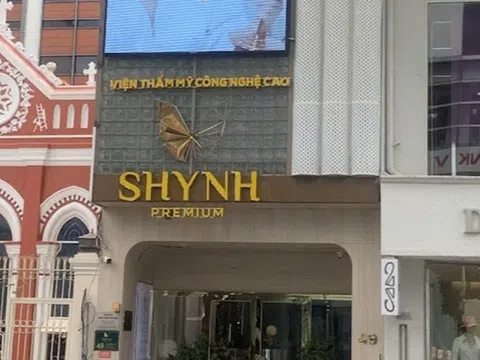 VIỆN THẨM MỸ CÔNG NGHỆ CAO
SHYNH
PREMIUM
49